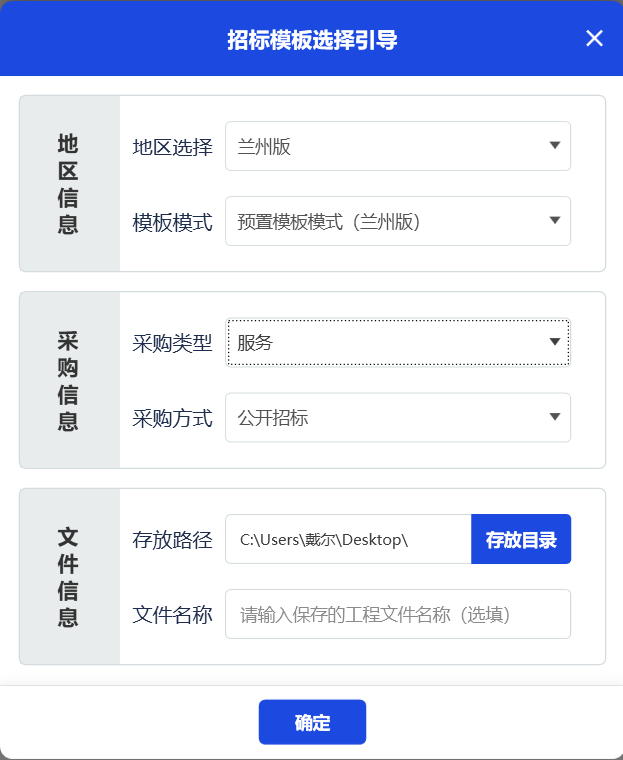 招标模板选择引导
地区信息
地区选择 兰州版
模板模式 预置模板模式（兰州版）
采购信息
采购类型 服务
采购方式 公开招标
文件信息
存放路径 C:\Users\戴尔\Desktop\ 存放目录
文件名称 请输入保存的工程文件名称（选填）
确定